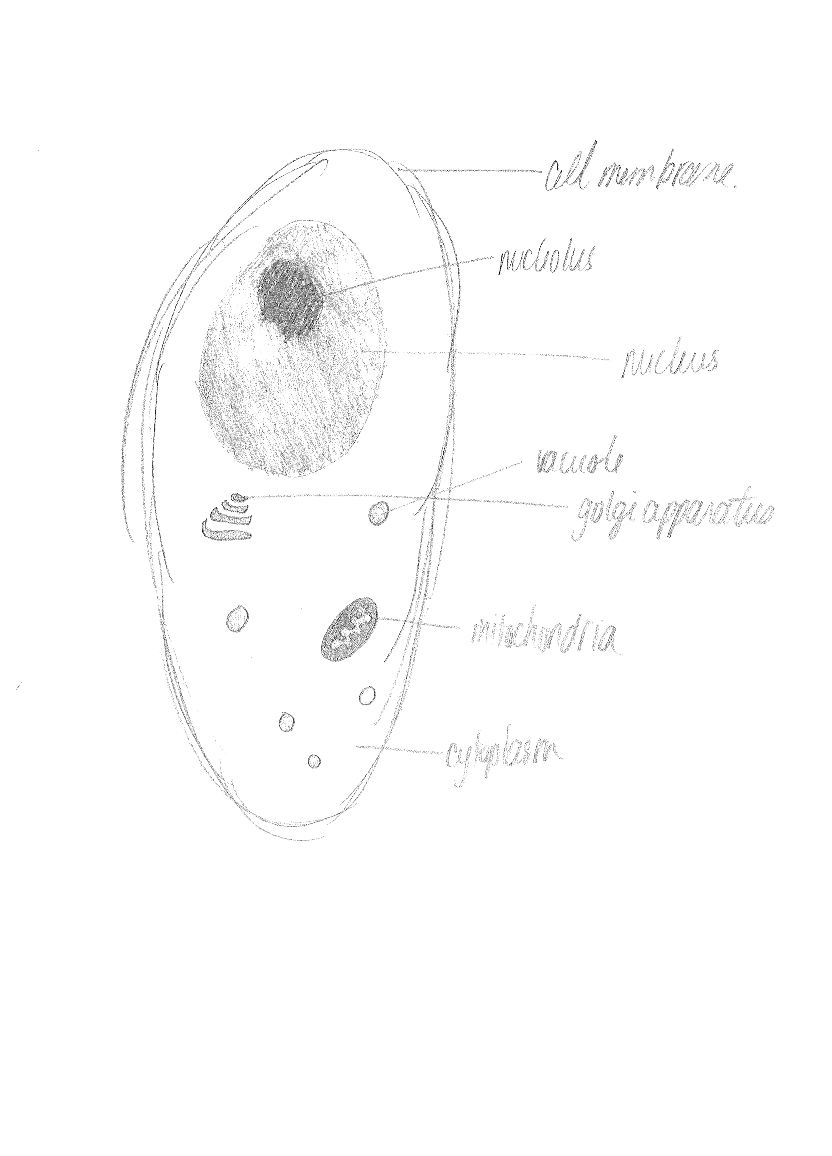 cell membrane.
nucleolus
nucleus
vacuole
golgi apparatus
mitochondria
cytoplasm